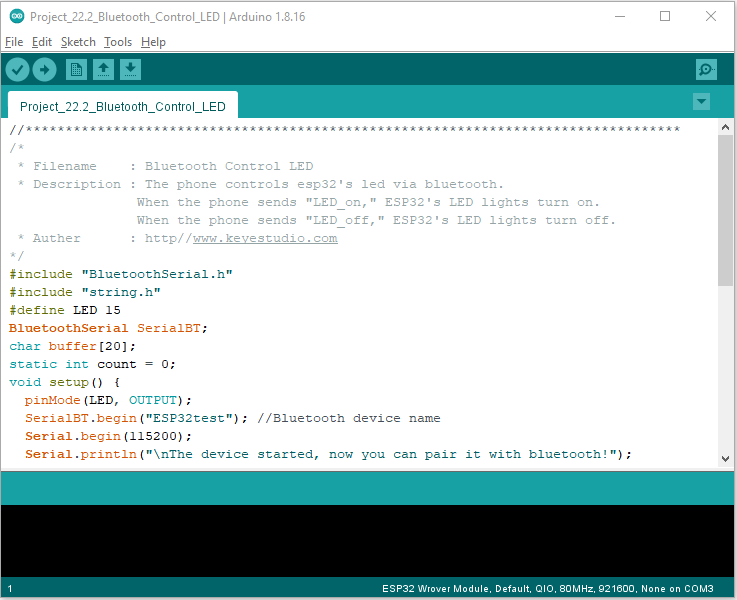 Project_22.2_Bluetooth_Control_LED | Arduino 1.8.16
File Edit Sketch Tools Help
Project_22.2_Bluetooth_Control_LED
//**********************************************************************************
/*
 * Filename    : Bluetooth Control LED
 * Description : The phone controls esp32's led via bluetooth.
                When the phone sends "LED_on," ESP32's LED lights turn on.
                When the phone sends "LED_off," ESP32's LED lights turn off.
 * Auther      : http//www.keyestudio.com
*/
#include "BluetoothSerial.h"
#include "string.h"
#define LED 15
BluetoothSerial SerialBT;
char buffer[20];
static int count = 0;
void setup() {
  pinMode(LED, OUTPUT);
  SerialBT.begin("ESP32test"); //Bluetooth device name
  Serial.begin(115200);
  Serial.println("\nThe device started, now you can pair it with bluetooth!");
1
ESP32 Wrover Module, Default, QIO, 80MHz, 921600, None on COM3